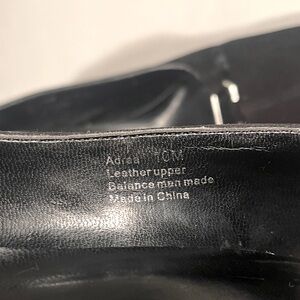 Adrea 10M
Leather upper
Balance man made
Made in China